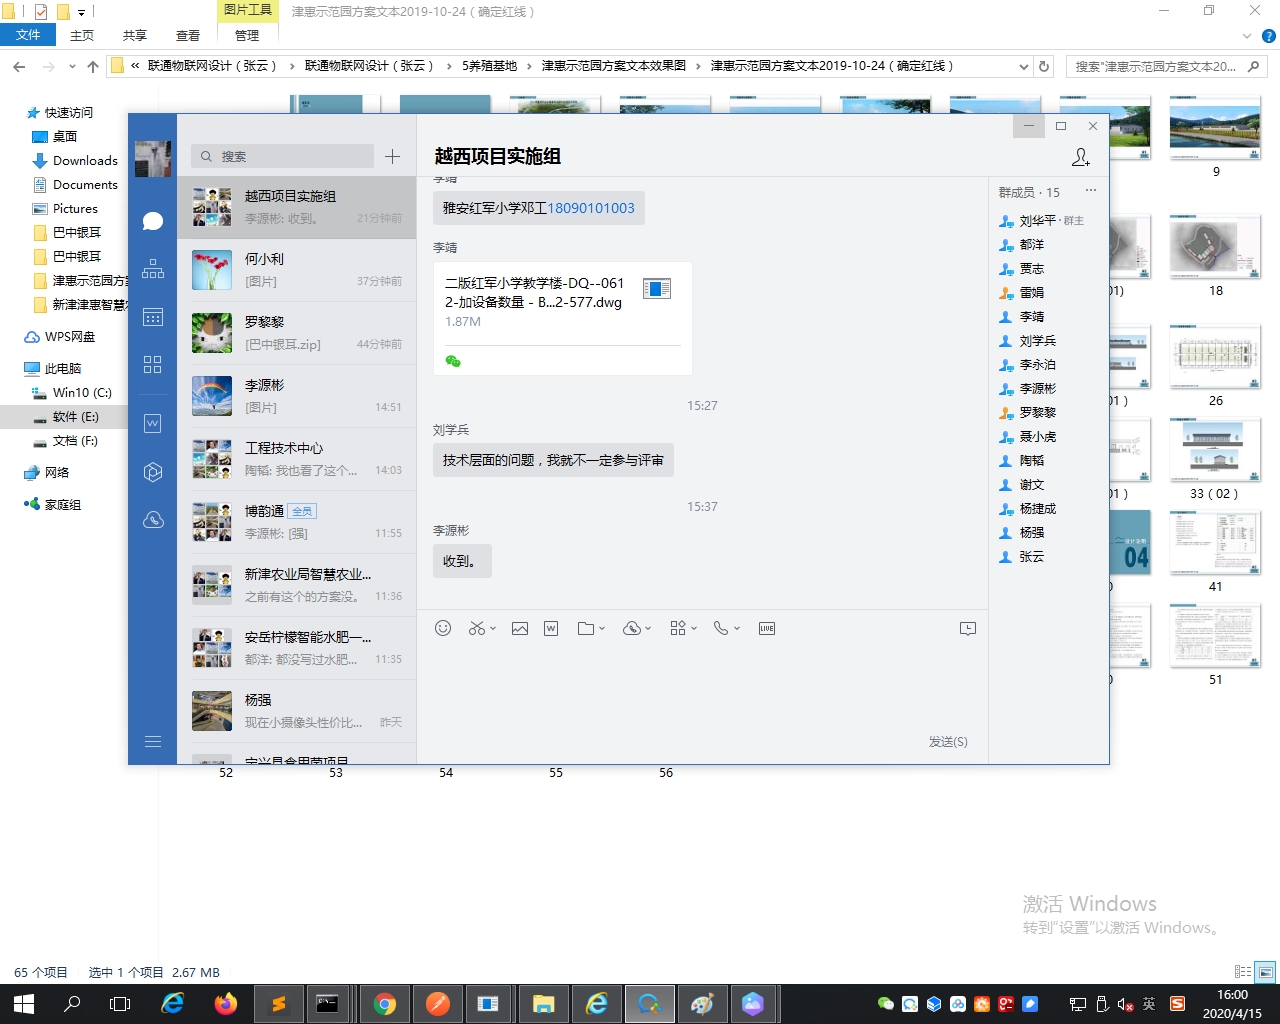 图片工具
津惠示范园方案文本2019-10-24（确定红线）
文件 主页 共享 查看 管理
« 联通物联网设计（张云） › 联通物联网设计（张云） › 5养殖基地 › 津惠示范园方案文本效果图 › 津惠示范园方案文本2019-10-24（确定红线）
搜索"津惠示范园方案文本20...
快速访问
桌面
Downloads
Documents
Pictures
巴中银耳
巴中银耳
津惠示范园方
新津津惠智慧
WPS网盘
此电脑
Win10 (C:)
软件 (E:)
文档 (F:)
网络
家庭组
搜索
越西项目实施组
李源彬: 收到。
21分钟前
何小利
[图片]
37分钟前
罗黎黎
[巴中银耳.zip]
44分钟前
李源彬
[图片]
14:51
工程技术中心
陶韬: 我也看了这个...
14:03
博韵通 全员
李源彬: [强]
11:55
新津农业局智慧农业...
之前有这个的方案没。
11:36
安岳柠檬智能水肥一...
都洋: 都没写过水肥...
11:35
杨强
现在小摄像头性价比...
昨天
越西项目实施组
李靖
雅安红军小学邓工18090101003
李靖
二版红军小学教学楼-DQ--061
2-加设备数量 - B...2-577.dwg
1.87M
15:27
刘学兵
技术层面的问题，我就不一定参与评审
15:37
李源彬
收到。
LIVE
发送(S)
群成员 · 15
刘华平 · 群主
都洋
贾志
雷娟
李靖
刘学兵
李永泊
李源彬
罗黎黎
聂小虎
陶韬
谢文
杨捷成
杨强
张云
9
01)
18
01 )
26
01 )
33 ( 02 )
04
0
41
0
51
52
53
54
55
56
激活 Windows
转到"设置"以激活 Windows。
65 个项目 选中 1 个项目 2.67 MB
英
16:00
2020/4/15